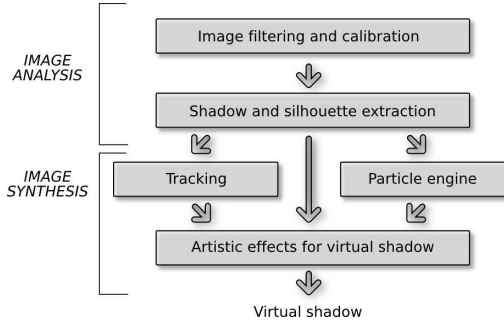 Image filtering and calibration
IMAGE
ANALYSIS
Shadow and silhouette extraction
IMAGE
SYNTHESIS
Tracking
Particle engine
Artistic effects for virtual shadow
Virtual shadow